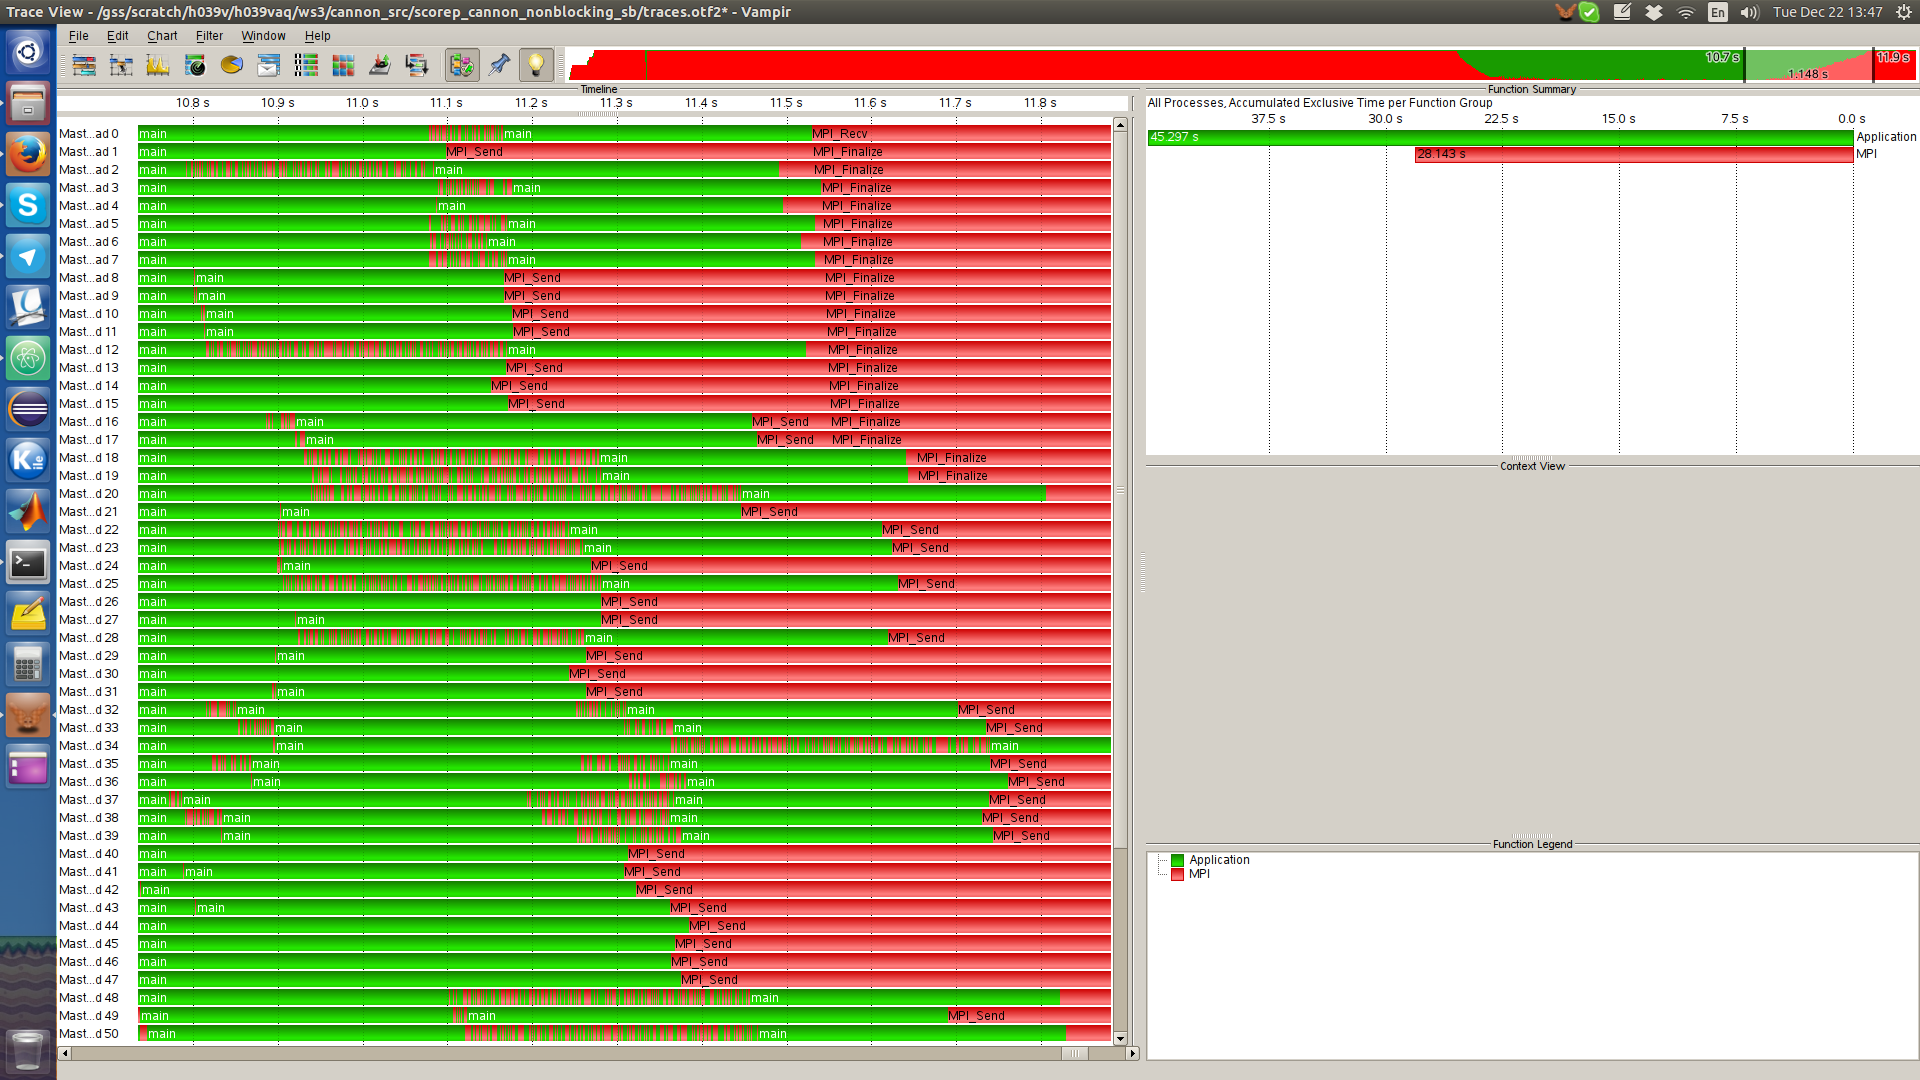 Trace View - /gss/scratch/h039v/h039vaq/ws3/cannon_src/scorep_cannon_nonblocking_sb/traces.otf2* - Vampir
En
Tue Dec 22 13:47
File Edit Chart Filter Window Help
10.7 s 1.148 s 11.9 s
Timeline
10.8 s 10.9 s 11.0 s 11.1 s 11.2 s 11.3 s 11.4 s 11.5 s 11.6 s 11.7 s 11.8 s
Mast...ad 0 main main MPI_Recv
Mast...ad 1 main MPI_Send MPI_Finalize
Mast...ad 2 main main MPI_Finalize
Mast...ad 3 main main MPI_Finalize
Mast...ad 4 main main MPI_Finalize
Mast...ad 5 main main MPI_Finalize
Mast...ad 6 main main MPI_Finalize
Mast...ad 7 main main MPI_Finalize
Mast...ad 8 main main MPI_Send MPI_Finalize
Mast...ad 9 main main MPI_Send MPI_Finalize
Mast...d 10 main main MPI_Send MPI_Finalize
Mast...d 11 main main MPI_Send MPI_Finalize
Mast...d 12 main main MPI_Finalize
Mast...d 13 main MPI_Send MPI_Finalize
Mast...d 14 main MPI_Send MPI_Finalize
Mast...d 15 main MPI_Send MPI_Finalize
Mast...d 16 main main MPI_Send MPI_Finalize
Mast...d 17 main main MPI_Send MPI_Finalize
Mast...d 18 main main MPI_Finalize
Mast...d 19 main main MPI_Finalize
Mast...d 20 main main
Mast...d 21 main main MPI_Send
Mast...d 22 main main MPI_Send
Mast...d 23 main main MPI_Send
Mast...d 24 main main MPI_Send
Mast...d 25 main main MPI_Send
Mast...d 26 main MPI_Send
Mast...d 27 main main MPI_Send
Mast...d 28 main main MPI_Send
Mast...d 29 main main MPI_Send
Mast...d 30 main MPI_Send
Mast...d 31 main main MPI_Send
Mast...d 32 main main main MPI_Send
Mast...d 33 main main main MPI_Send
Mast...d 34 main main main
Mast...d 35 main main main MPI_Send
Mast...d 36 main main main MPI_Send
Mast...d 37 main main main MPI_Send
Mast...d 38 main main main MPI_Send
Mast...d 39 main main main MPI_Send
Mast...d 40 main MPI_Send
Mast...d 41 main main MPI_Send
Mast...d 42 main MPI_Send
Mast...d 43 main main MPI_Send
Mast...d 44 main MPI_Send
Mast...d 45 main MPI_Send
Mast...d 46 main MPI_Send
Mast...d 47 main MPI_Send
Mast...d 48 main main
Mast...d 49 main main MPI_Send
Mast...d 50 main main
Function Summary
All Processes, Accumulated Exclusive Time per Function Group
37.5 s 30.0 s 22.5 s 15.0 s 7.5 s 0.0 s
45.297 s Application
28.143 s MPI
Context View
Function Legend
Application
MPI